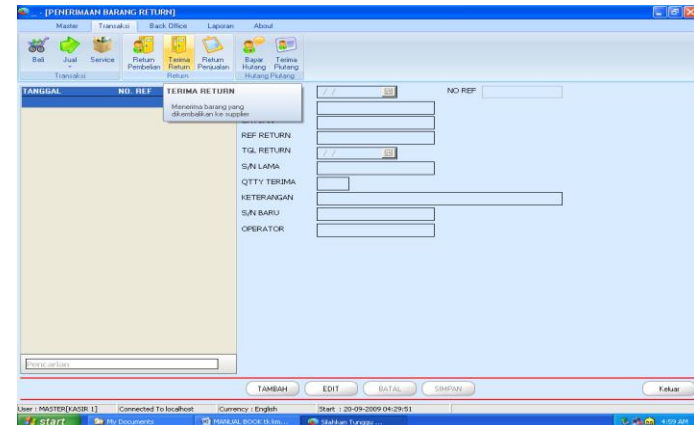 _ - [PENERIMAAN BARANG RETURN]
Master Transaksi Back Office Laporan About
Beli Jual Service Return Pembelian Terima Return Return Penjualan Bayar Hutang Terima Piutang
Transaksi Return Hutang Piutang
TANGGAL NO. REF
TERIMA RETURN
Menerima barang yang
dikembalikan ke supplier
/ / NO REF
REF RETURN
TGL RETURN / /
S/N LAMA
QTTY TERIMA
KETERANGAN
S/N BARU
OPERATOR
Pencarian
TAMBAH EDIT BATAL SIMPAN Keluar
User : MASTER[KASIR 1] Connected To localhost Currency : English Start : 20-09-2009 04:29:51
start My Documents MANUAL BOOK tk.km... Silahkan Tunggu ... 4:59 AM